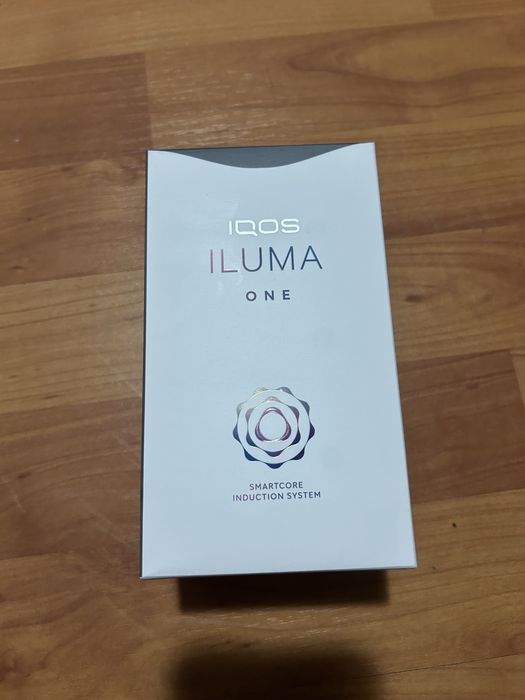 IQOS
ILUMA
ONE
SMARTCORE
INDUCTION SYSTEM